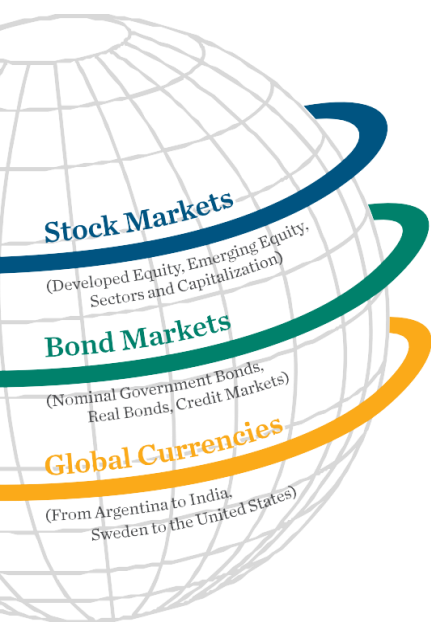 Stock Markets
(Developed Equity, Emerging Equity,
Sectors and Capitalization)
Bond Markets
(Nominal Government Bonds,
Real Bonds, Credit Markets)
Global Currencies
(From Argentina to India,
Sweden to the United States)